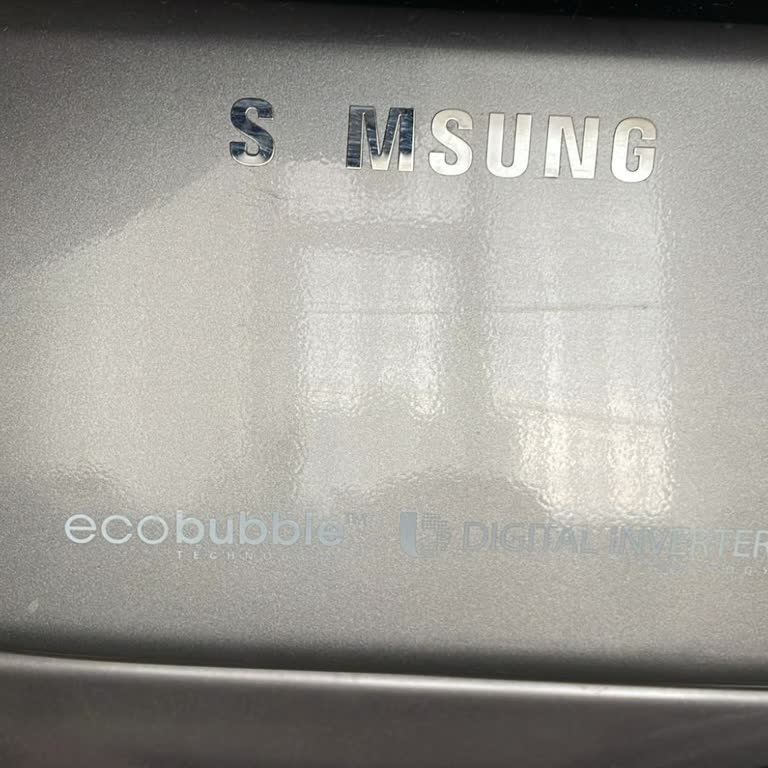 S MSUNG
ecobubble™ DIGITAL INVERTER